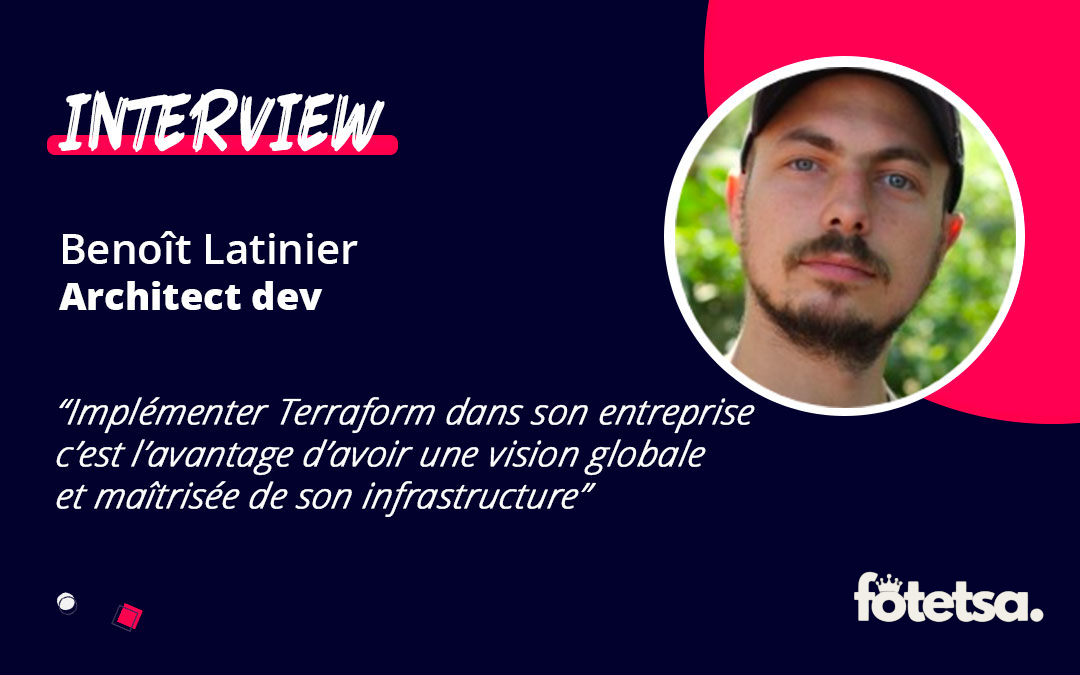 INTERVIEW
Benoît Latinier
Architect dev
“Implémenter Terraform dans son entreprise
c’est l’avantage d’avoir une vision globale
et maîtrisée de son infrastructure”
fotetsa.